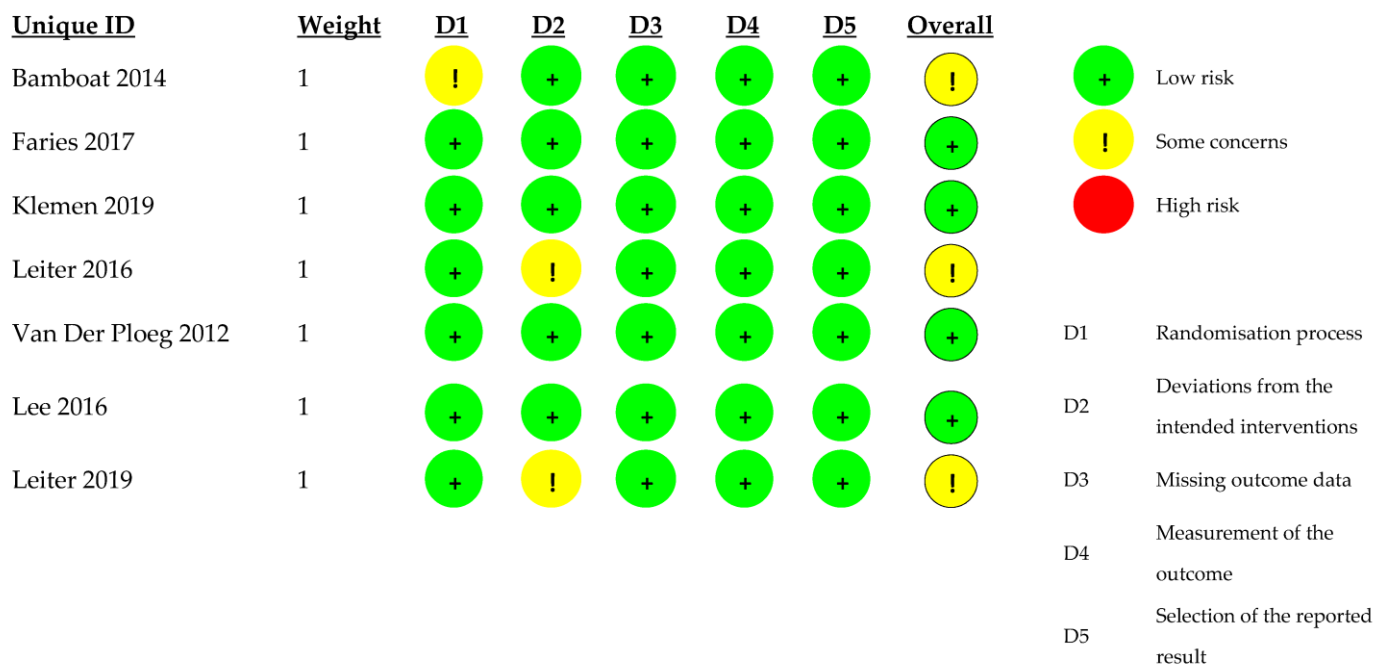 Unique ID Weight D1 D2 D3 D4 D5 Overall
Bamboat 2014 1 ! + + + + !
Faries 2017 1 + + + + + +
Klemen 2019 1 + + + + + +
Leiter 2016 1 + ! + + + !
Van Der Ploeg 2012 1 + + + + + +
Lee 2016 1 + + + + + +
Leiter 2019 1 + ! + + + !
+ Low risk
! Some concerns
High risk
D1 Randomisation process
D2 Deviations from the
intended interventions
D3 Missing outcome data
D4 Measurement of the
outcome
D5 Selection of the reported
result